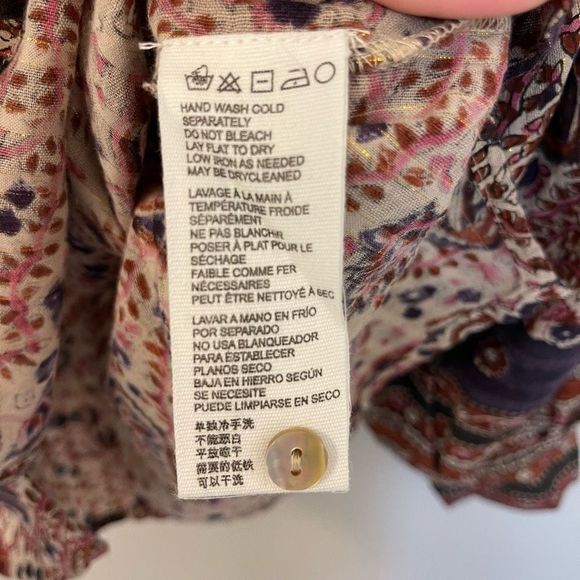 HAND WASH COLD
SEPARATELY
DO NOT BLEACH
LAY FLAT TO DRY
LOW IRON AS NEEDED
MAY BE DRYCLEANED
LAVAGE À LA MAIN À
TEMPÉRATURE FROIDE
SÉPARÉMENT
NE PAS BLANCHIR
POSER À PLAT POUR LE
SÉCHAGE
FAIBLE COMME FER
NÉCESSAIRES
PEUT ÊTRE NETTOYÉ À SEC
LAVAR A MANO EN FRÍO
POR SEPARADO
NO USA BLANQUEADOR
PARA ESTABLECER
PLANOS SECO
BAJA EN HIERRO SEGÚN
SE NECESITE
PUEDE LIMPIARSE EN SECO
单独冷手洗
不能漂白
平放晾干
需要的低铁
可以干洗